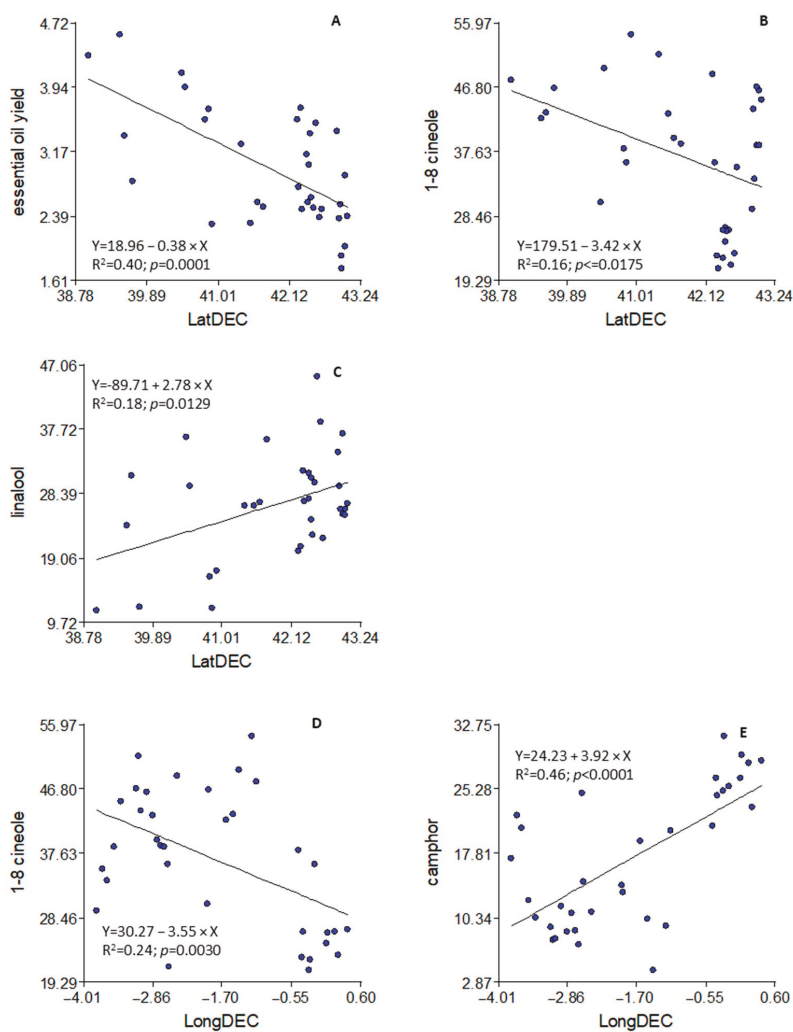 A
4.72
3.94
3.17
2.39
1.61
essential oil yield
Y=18.96 – 0.38 × X
R²=0.40; p=0.0001
38.78 39.89 41.01 42.12 43.24
LatDEC
B
55.97
46.80
37.63
28.46
19.29
1-8 cineole
Y=179.51 – 3.42 × X
R²=0.16; p<=0.0175
38.78 39.89 41.01 42.12 43.24
LatDEC
C
47.06
37.72
28.39
19.06
9.72
linalool
Y=-89.71 + 2.78 × X
R²=0.18; p=0.0129
38.78 39.89 41.01 42.12 43.24
LatDEC
D
55.97
46.80
37.63
28.46
19.29
1-8 cineole
Y=30.27 – 3.55 × X
R²=0.24; p=0.0030
−4.01 −2.86 −1.70 −0.55 0.60
LongDEC
E
32.75
25.28
17.81
10.34
2.87
camphor
Y=24.23 + 3.92 × X
R²=0.46; p<0.0001
−4.01 −2.86 −1.70 −0.55 0.60
LongDEC